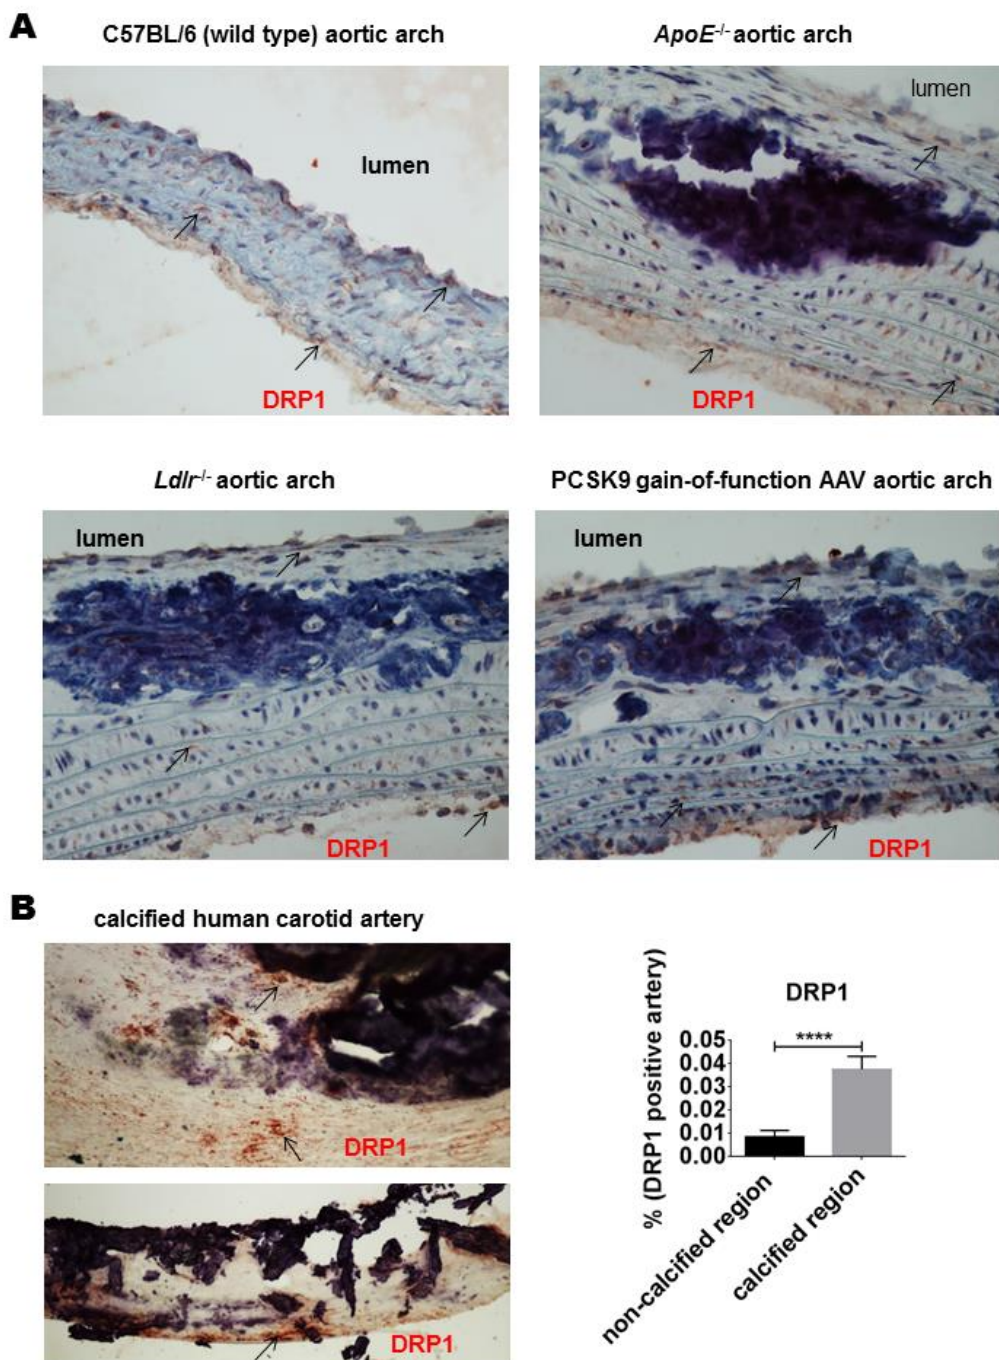 A
C57BL/6 (wild type) aortic arch
ApoE-/- aortic arch
lumen
DRP1
lumen
DRP1
Ldlr-/- aortic arch
PCSK9 gain-of-function AAV aortic arch
lumen
DRP1
lumen
DRP1
B
calcified human carotid artery
DRP1
DRP1
DRP1
% (DRP1 positive artery)
****
0.05
0.04
0.03
0.02
0.01
0.00
non-calcified region
calcified region